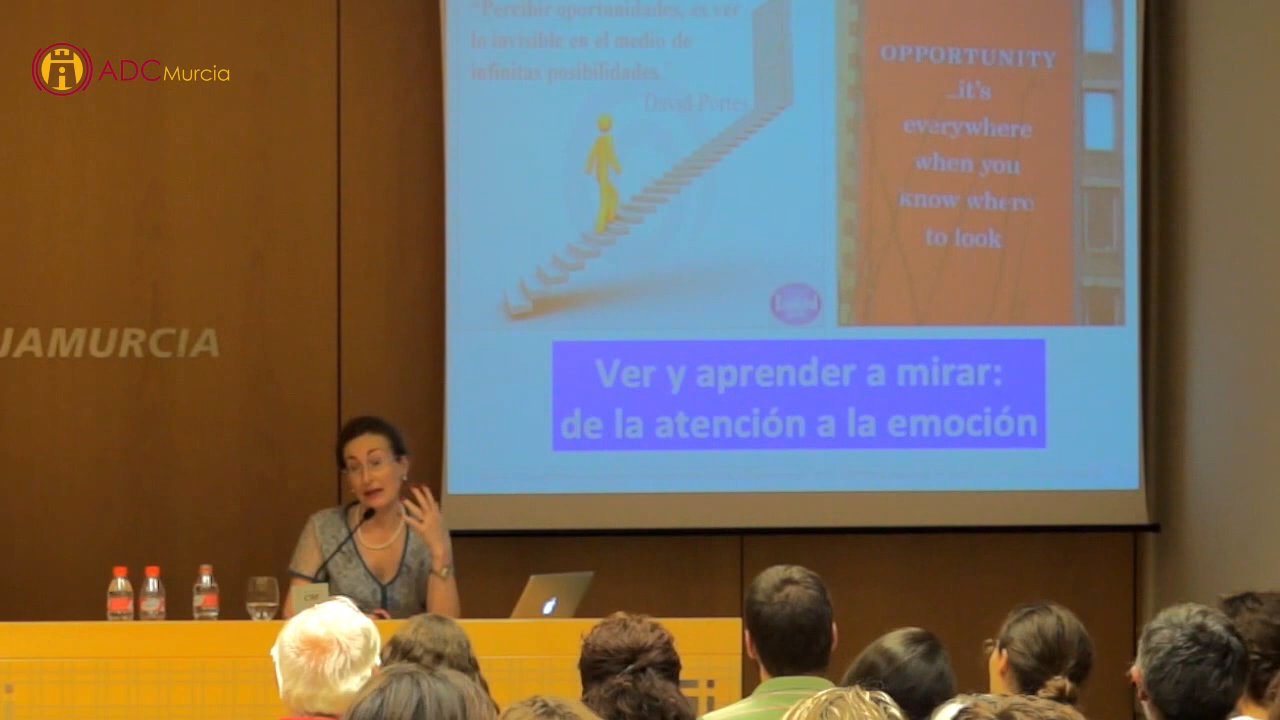 ADCMurcia
"Percibir oportunidades, es ver
lo invisible en el medio de
infinitas posibilidades.
David Portes
OPPORTUNITY
...it's
everywhere
when you
know where
to look
JAMURCIA
Ver y aprender a mirar:
de la atención a la emoción